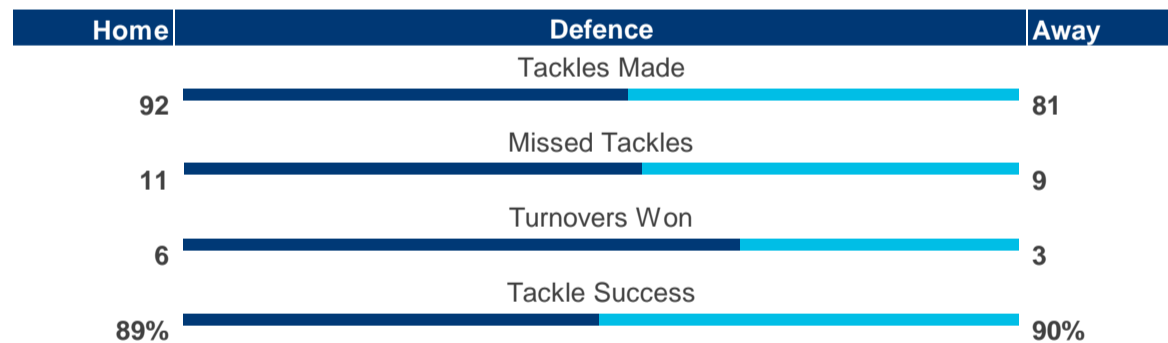 Home Defence Away
Tackles Made
92 81
Missed Tackles
11 9
Turnovers Won
6 3
Tackle Success
89% 90%